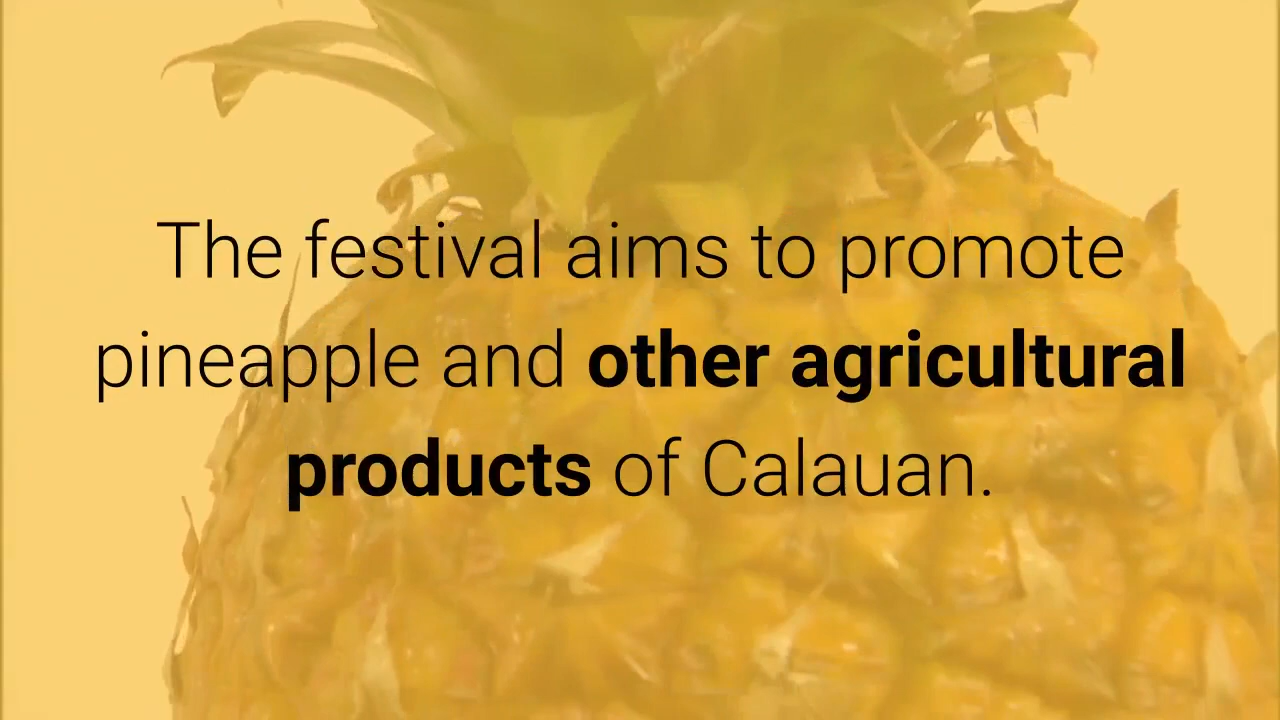 The festival aims to promote
pineapple and other agricultural
products of Calauan.